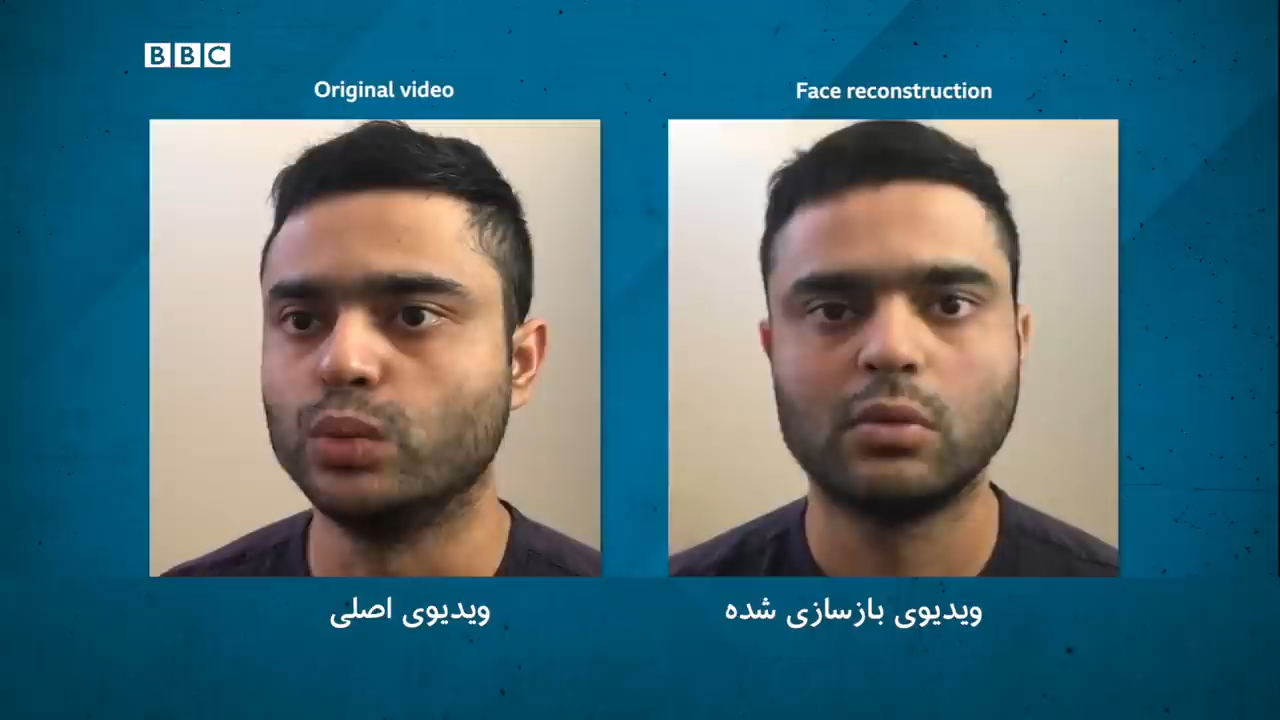 BBC
Original video
Face reconstruction
ویدیوی اصلی
ویدیوی بازسازی شده